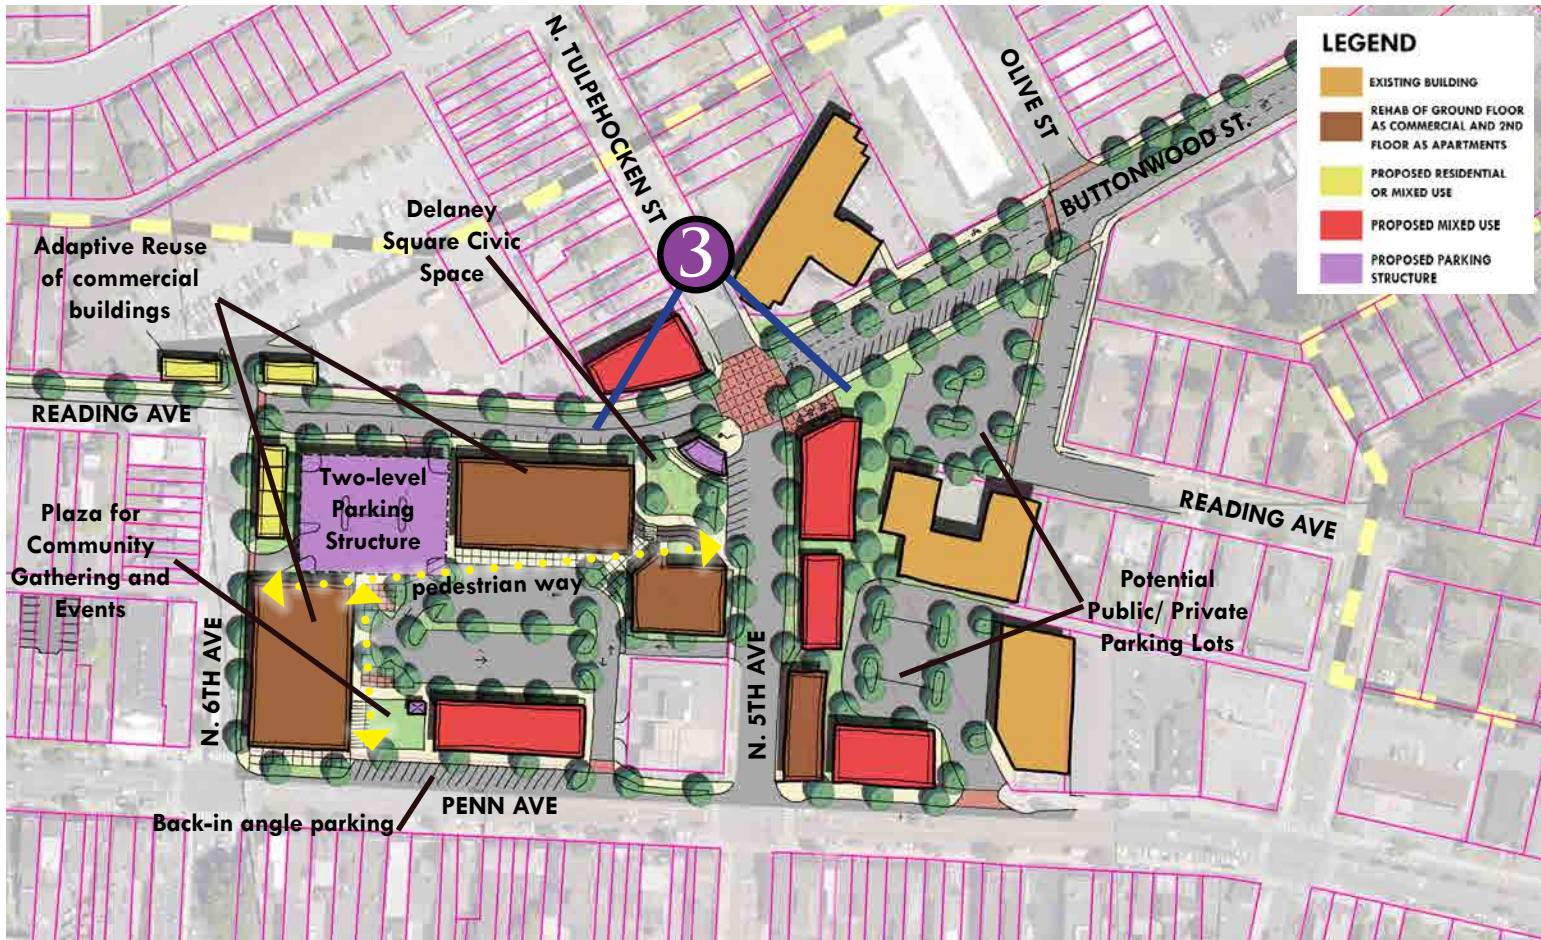 N. TULPEHOCKEN ST
OLIVE ST
BUTTONWOOD ST.
LEGEND
EXISTING BUILDING
REHAB OF GROUND FLOOR
AS COMMERCIAL AND 2ND
FLOOR AS APARTMENTS
PROPOSED RESIDENTIAL
OR MIXED USE
PROPOSED MIXED USE
PROPOSED PARKING
STRUCTURE
Delaney
Square Civic
Space
3
Adaptive Reuse
of commercial
buildings
READING AVE
Two-level
Parking
Structure
Plaza for
Community
Gathering and
Events
pedestrian way
READING AVE
Potential
Public/ Private
Parking Lots
N. 6TH AVE
N. 5TH AVE
PENN AVE
Back-in angle parking